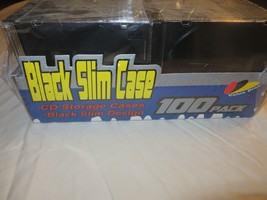 Black Slim Case
CD Storage Cases
Black Slim Design
100 PACK